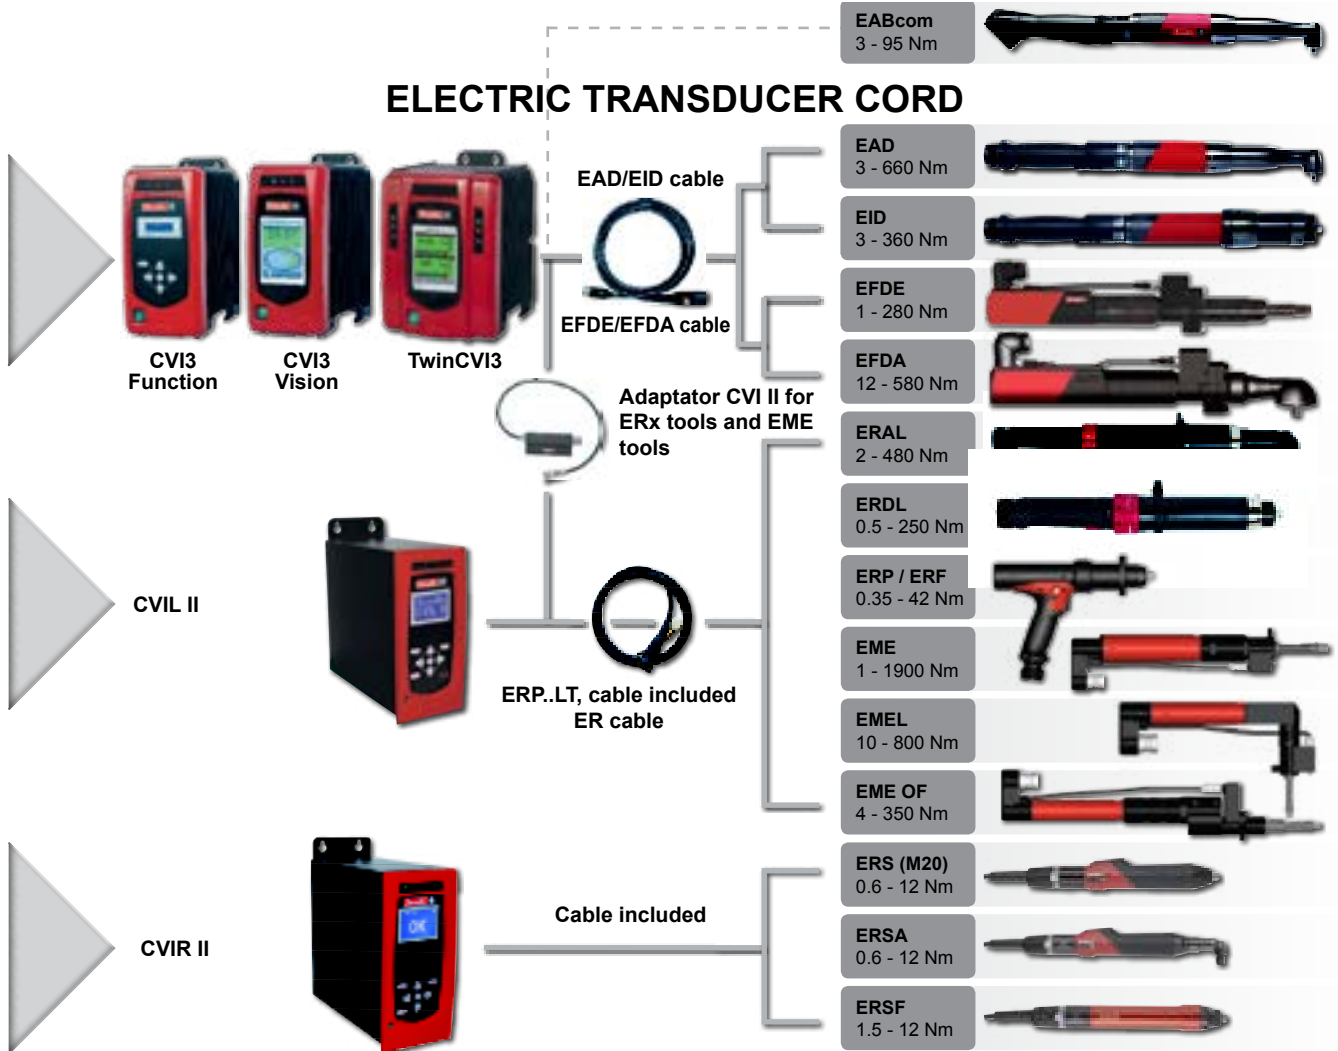 EABcom
3 - 95 Nm
ELECTRIC TRANSDUCER CORD
EAD
3 - 660 Nm
EAD/EID cable
EID
3 - 360 Nm
EFDE
1 - 280 Nm
EFDE/EFDA cable
CVI3
Function
CVI3
Vision
TwinCVI3
EFDA
12 - 580 Nm
Adaptator CVI II for
ERx tools and EME
tools
ERAL
2 - 480 Nm
ERDL
0.5 - 250 Nm
ERP / ERF
0.35 - 42 Nm
CVIL II
EME
1 - 1900 Nm
ERP..LT, cable included
ER cable
EMEL
10 - 800 Nm
EME OF
4 - 350 Nm
ERS (M20)
0.6 - 12 Nm
Cable included
OK
CVIR II
ERSA
0.6 - 12 Nm
ERSF
1.5 - 12 Nm